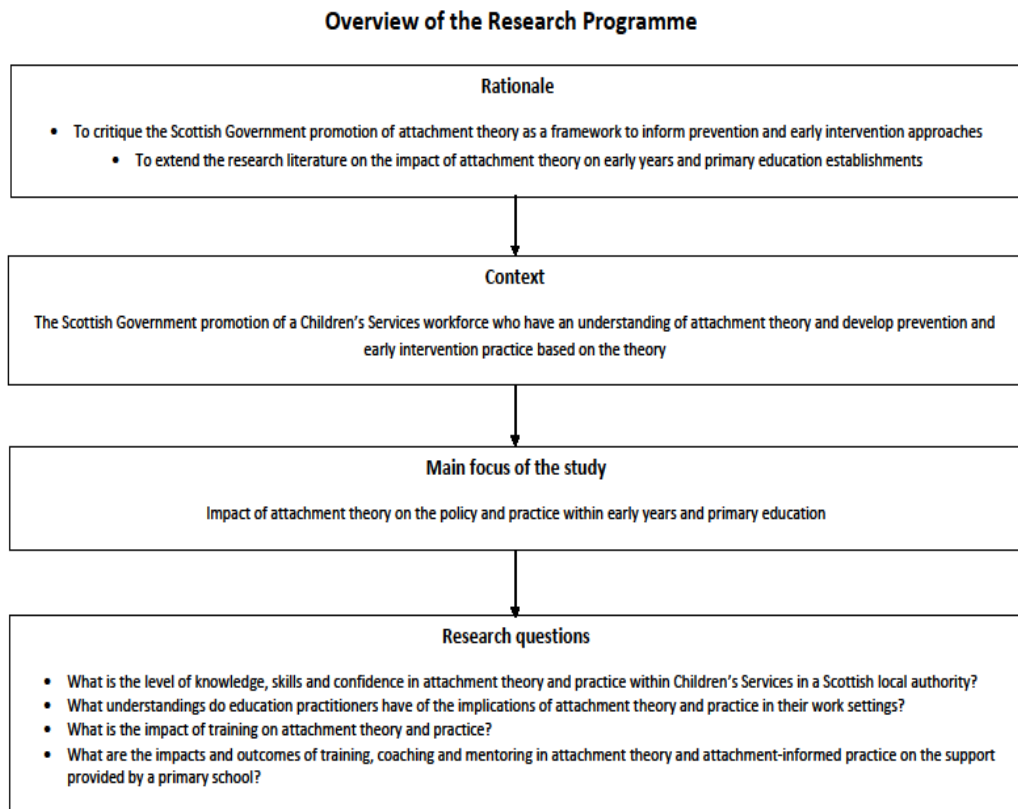 Overview of the Research Programme
Rationale
• To critique the Scottish Government promotion of attachment theory as a framework to inform prevention and early intervention approaches
• To extend the research literature on the impact of attachment theory on early years and primary education establishments
Context
The Scottish Government promotion of a Children's Services workforce who have an understanding of attachment theory and develop prevention and
early intervention practice based on the theory
Main focus of the study
Impact of attachment theory on the policy and practice within early years and primary education
Research questions
• What is the level of knowledge, skills and confidence in attachment theory and practice within Children's Services in a Scottish local authority?
• What understandings do education practitioners have of the implications of attachment theory and practice in their work settings?
• What is the impact of training on attachment theory and practice?
• What are the impacts and outcomes of training, coaching and mentoring in attachment theory and attachment-informed practice on the support
provided by a primary school?